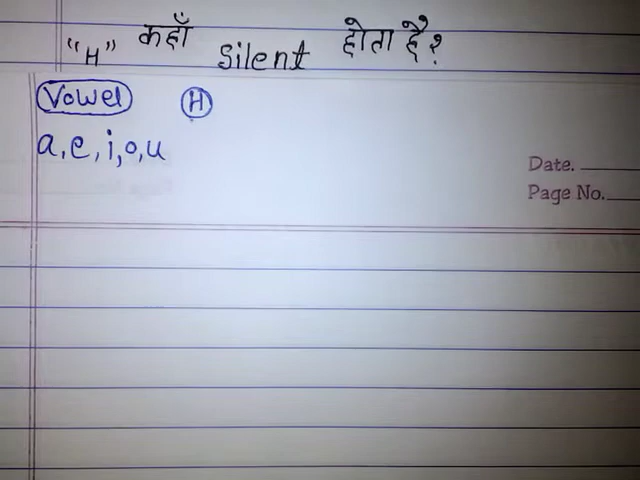 "H" कहाँ Silent होता है?
Vowel H
a, e, i, o, u
Date.
Page No.